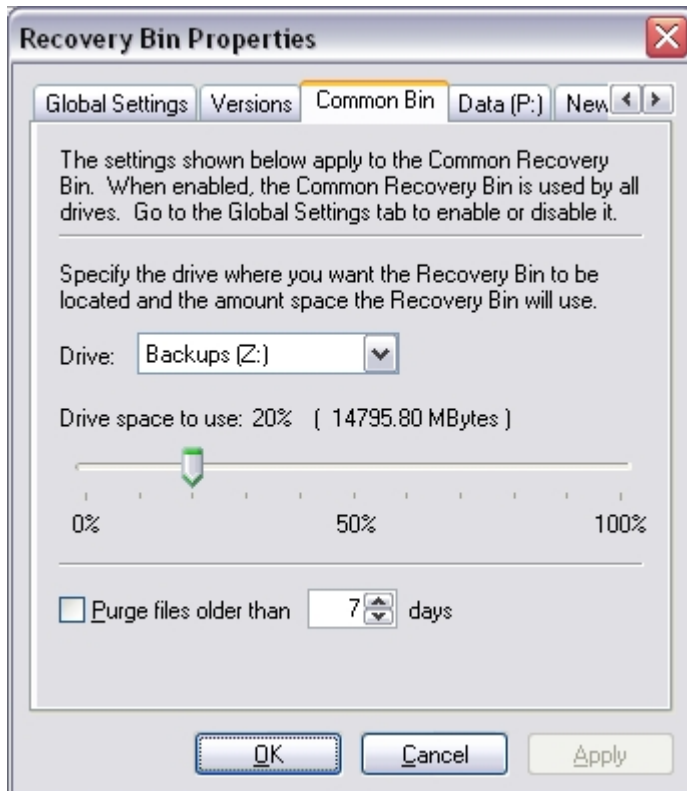 Recovery Bin Properties
Global Settings Versions Common Bin Data (P:) New
The settings shown below apply to the Common Recovery
Bin. When enabled, the Common Recovery Bin is used by all
drives. Go to the Global Settings tab to enable or disable it.
Specify the drive where you want the Recovery Bin to be
located and the amount space the Recovery Bin will use.
Drive: Backups (Z:)
Drive space to use: 20% ( 14795.80 MBytes )
0% 50% 100%
Purge files older than 7 days
OK Cancel Apply